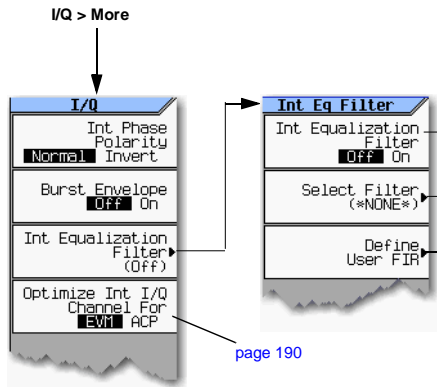 I/Q > More
I/Q
Int Phase
Polarity
Normal Invert
Burst Envelope
Off On
Int Equalization
Filter
(Off)
Optimize Int I/Q
Channel For
EVM ACP
Int Eq Filter
Int Equalization
Filter
Off On
Select Filter
(*NONE*)
Define
User FIR
page 190